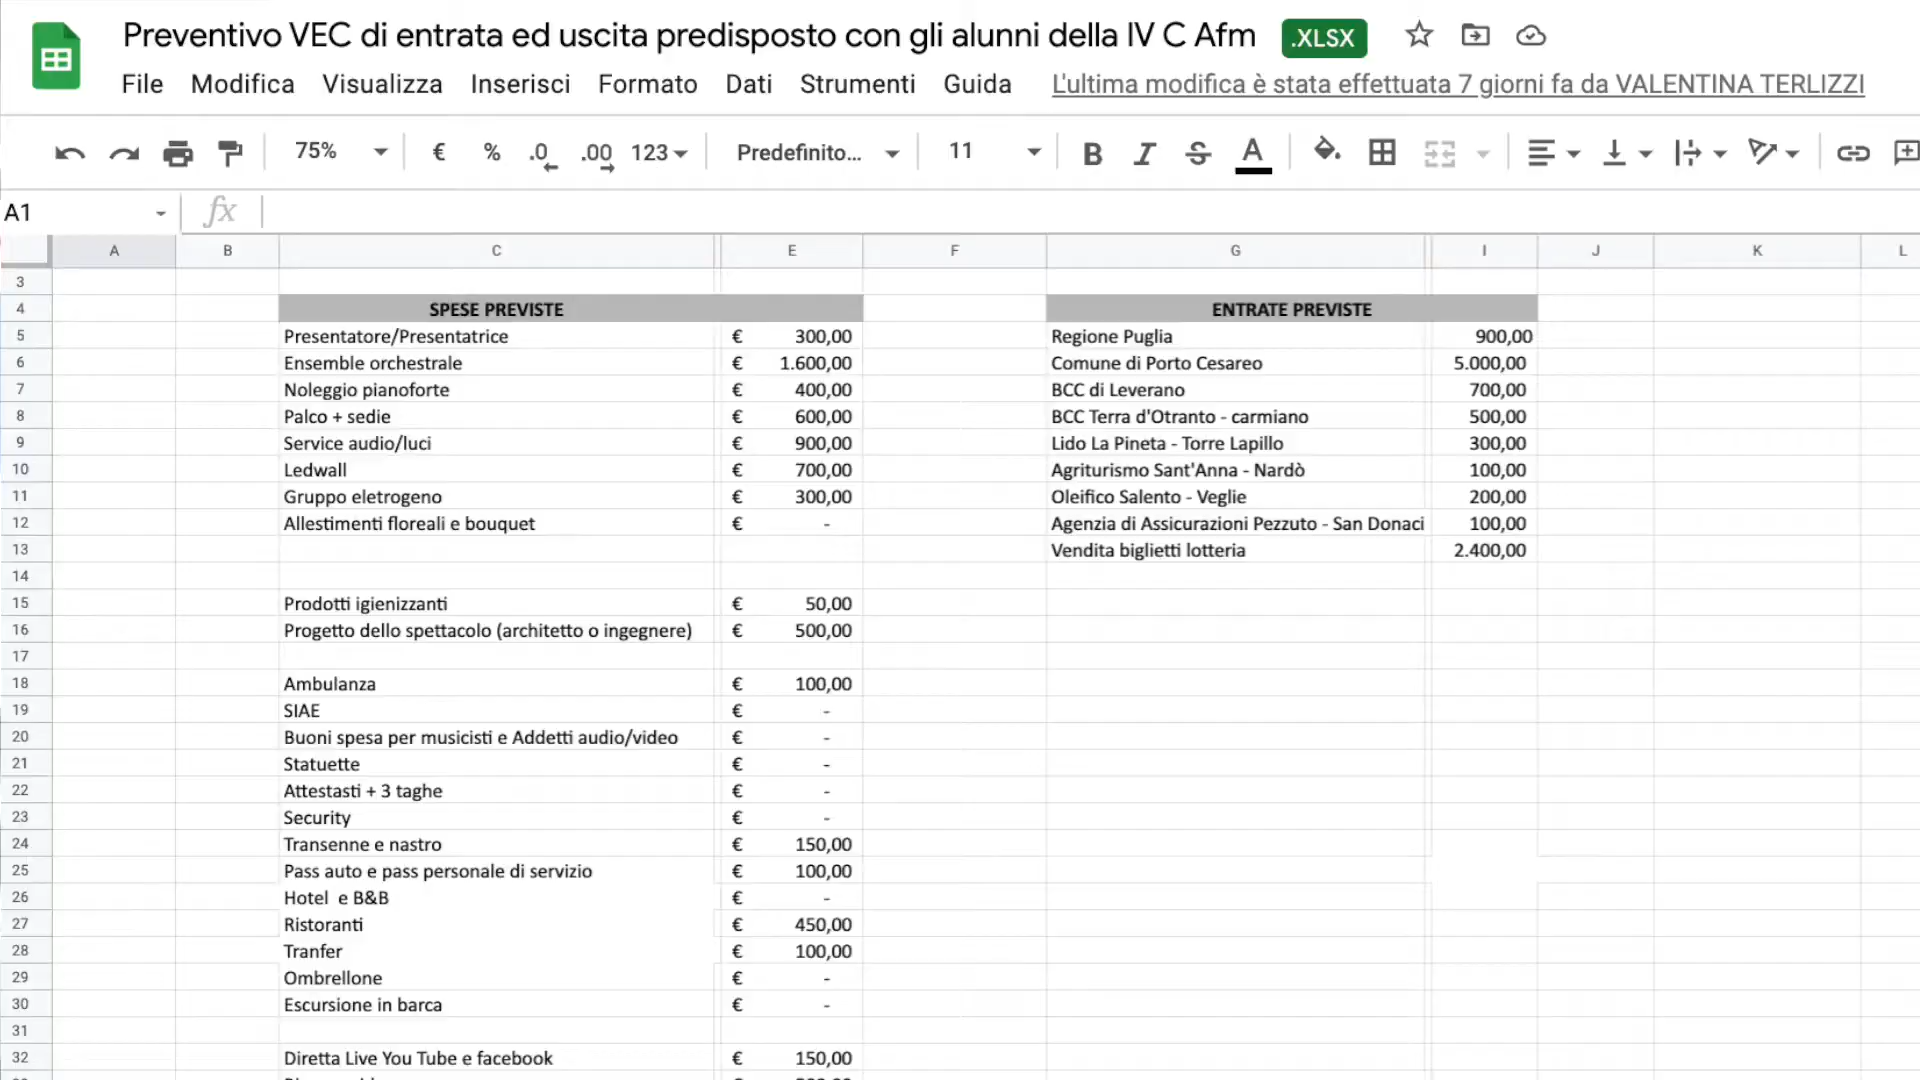 Preventivo VEC di entrata ed uscita predisposto con gli alunni della IV C Afm .XLSX
File Modifica Visualizza Inserisci Formato Dati Strumenti Guida L'ultima modifica è stata effettuata 7 giorni fa da VALENTINA TERLIZZI
75% € % .0 .00 123 Predefinito... 11 B I S A
A1 fx
A B C E F G I J K L
3
4 SPESE PREVISTE ENTRATE PREVISTE
5 Presentatore/Presentatrice € 300,00 Regione Puglia 900,00
6 Ensemble orchestrale € 1.600,00 Comune di Porto Cesareo 5.000,00
7 Noleggio pianoforte € 400,00 BCC di Leverano 700,00
8 Palco + sedie € 600,00 BCC Terra d'Otranto - carmiano 500,00
9 Service audio/luci € 900,00 Lido La Pineta - Torre Lapillo 300,00
10 Ledwall € 700,00 Agriturismo Sant'Anna - Nardò 100,00
11 Gruppo eletrogeno € 300,00 Oleifico Salento - Veglie 200,00
12 Allestimenti floreali e bouquet € - Agenzia di Assicurazioni Pezzuto - San Donaci 100,00
13 Vendita biglietti lotteria 2.400,00
14
15 Prodotti igienizzanti € 50,00
16 Progetto dello spettacolo (architetto o ingegnere) € 500,00
17
18 Ambulanza € 100,00
19 SIAE € -
20 Buoni spesa per musicisti e Addetti audio/video € -
21 Statuette € -
22 Attestasti + 3 taghe € -
23 Security € -
24 Transenne e nastro € 150,00
25 Pass auto e pass personale di servizio € 100,00
26 Hotel e B&B € -
27 Ristoranti € 450,00
28 Tranfer € 100,00
29 Ombrellone € -
30 Escursione in barca € -
31
32 Diretta Live You Tube e facebook € 150,00